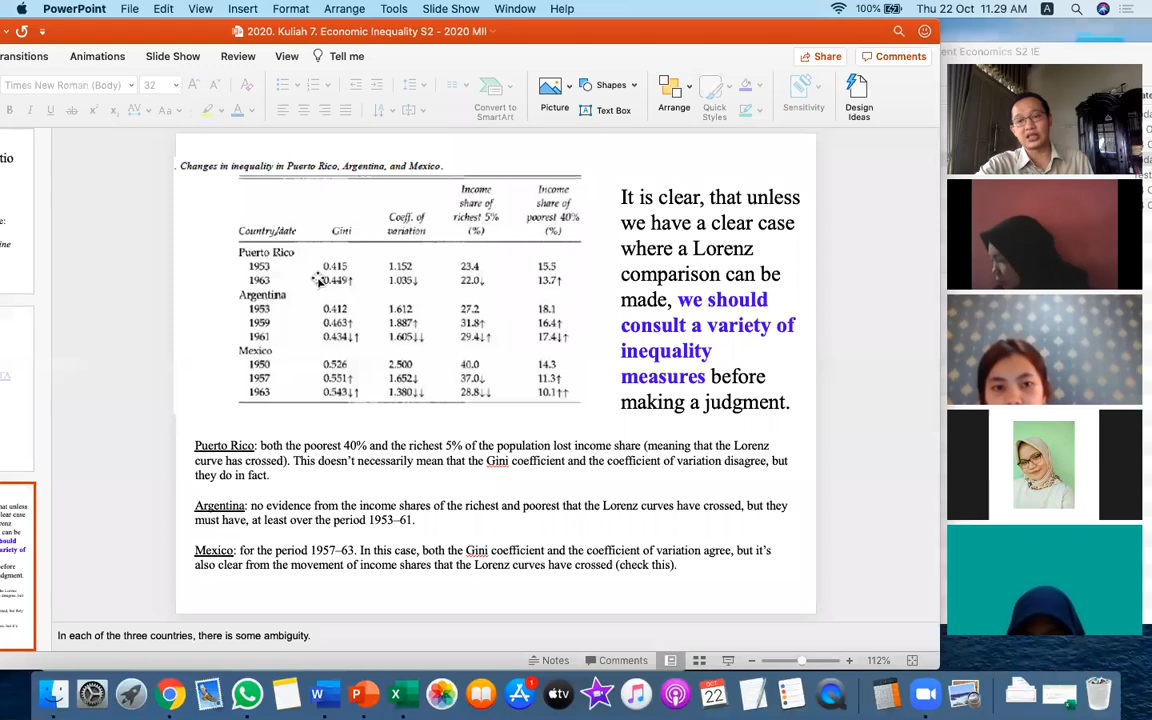 PowerPoint File Edit View Insert Format Arrange Tools Slide Show Window Help 100% Thu 22 Oct 11.29 AM A
2020. Kuliah 7. Economic Inequality S2 - 2020 MII
ransitions Animations Slide Show Review View Tell me Share Comments
ent Economics S2 IE
Times New Roman (Body) 32
Convert to
SmartArt
Picture
Shapes
Text Box
Arrange
Quick
Styles
Sensitivity
Design
Ideas
tio
e:
ine
TA
. Changes in inequality in Puerto Rico, Argentina, and Mexico.
Country/date Gini Coeff. of variation Income share of richest 5% (%) Income share of poorest 40% (%)
Puerto Rico
1953 0.415 1.152 23.4 15.5
1963 0.449↑ 1.035↓ 22.0↓ 13.7↑
Argentina
1953 0.412 1.612 27.2 18.1
1959 0.463↑ 1.887↑ 31.8↑ 16.4↑
1961 0.434↓↑ 1.605↓↓ 29.4↓↑ 17.4↓↑
Mexico
1950 0.526 2.500 40.0 14.3
1957 0.551↑ 1.652↓ 37.0↓ 11.3↑
1963 0.543↓↑ 1.380↓↓ 28.8↓↓ 10.1↑↑
It is clear, that unless
we have a clear case
where a Lorenz
comparison can be
made, we should
consult a variety of
inequality
measures before
making a judgment.
Puerto Rico: both the poorest 40% and the richest 5% of the population lost income share (meaning that the Lorenz
curve has crossed). This doesn't necessarily mean that the Gini coefficient and the coefficient of variation disagree, but
they do in fact.
Argentina: no evidence from the income shares of the richest and poorest that the Lorenz curves have crossed, but they
must have, at least over the period 1953–61.
Mexico: for the period 1957–63. In this case, both the Gini coefficient and the coefficient of variation agree, but it's
also clear from the movement of income shares that the Lorenz curves have crossed (check this).
In each of the three countries, there is some ambiguity.
Notes Comments 112%
OCT
22
tv
1